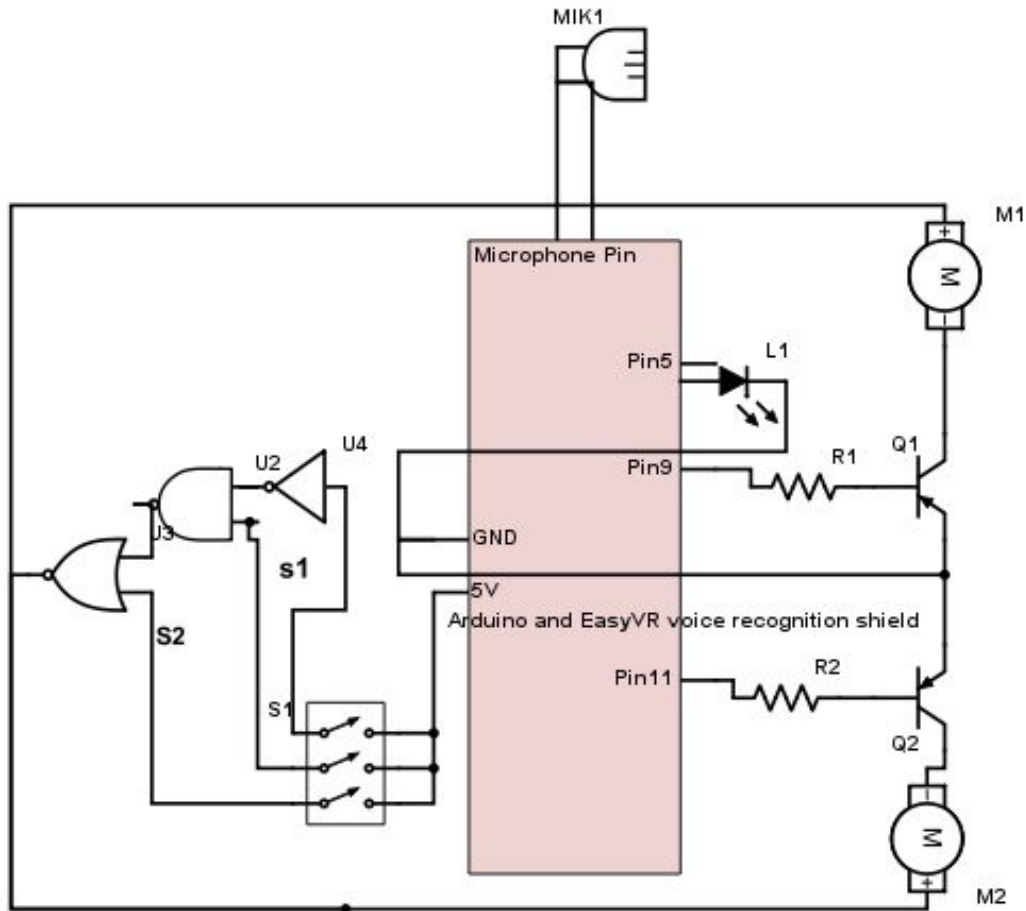 MIK1
M1
+
M
Microphone Pin
Pin5
L1
U4
U2
Pin9
R1
Q1
J3
s1
GND
5V
Arduino and EasyVR voice recognition shield
S2
Pin11
R2
S1
Q2
M
+
M2